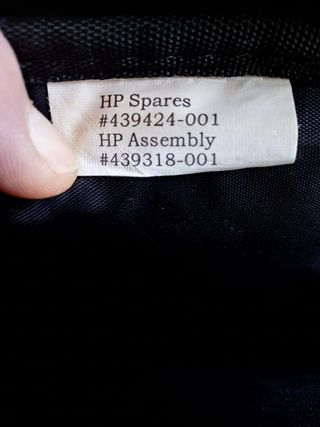 HP Spares
#439424-001
HP Assembly
#439318-001